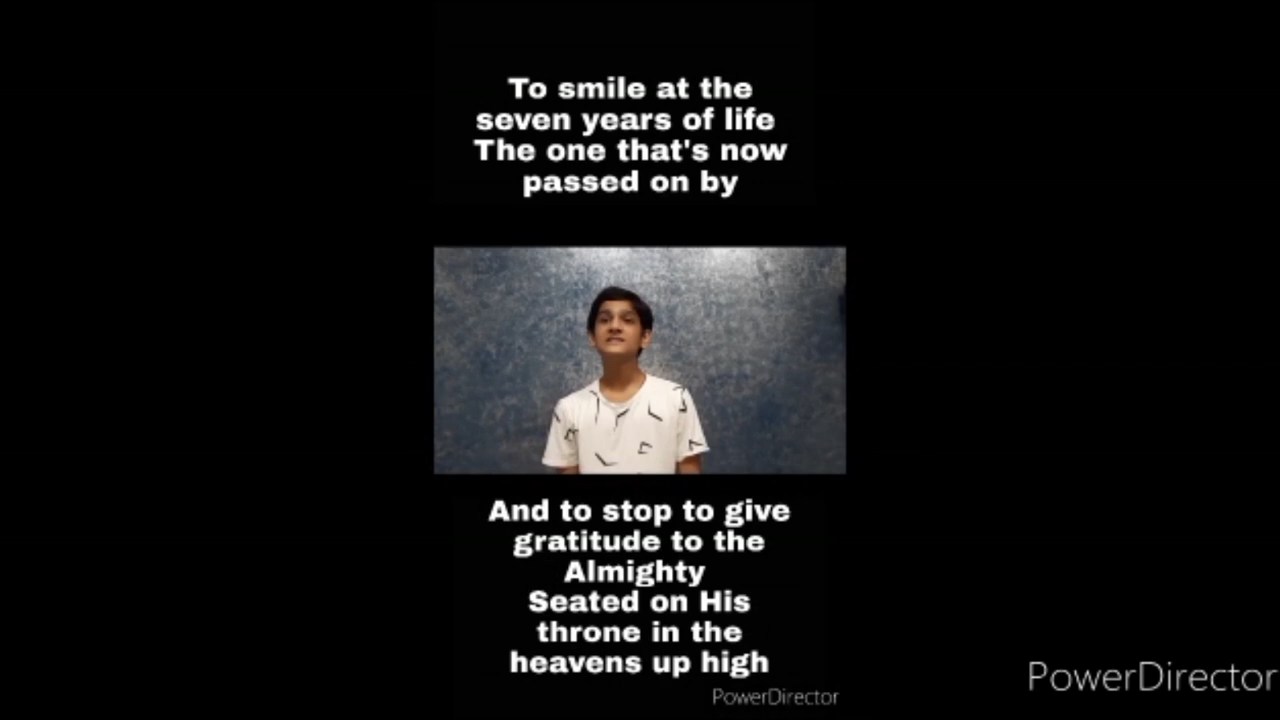 To smile at the
seven years of life
The one that's now
passed on by
And to stop to give
gratitude to the
Almighty
Seated on His
throne in the
heavens up high
PowerDirector
PowerDirector